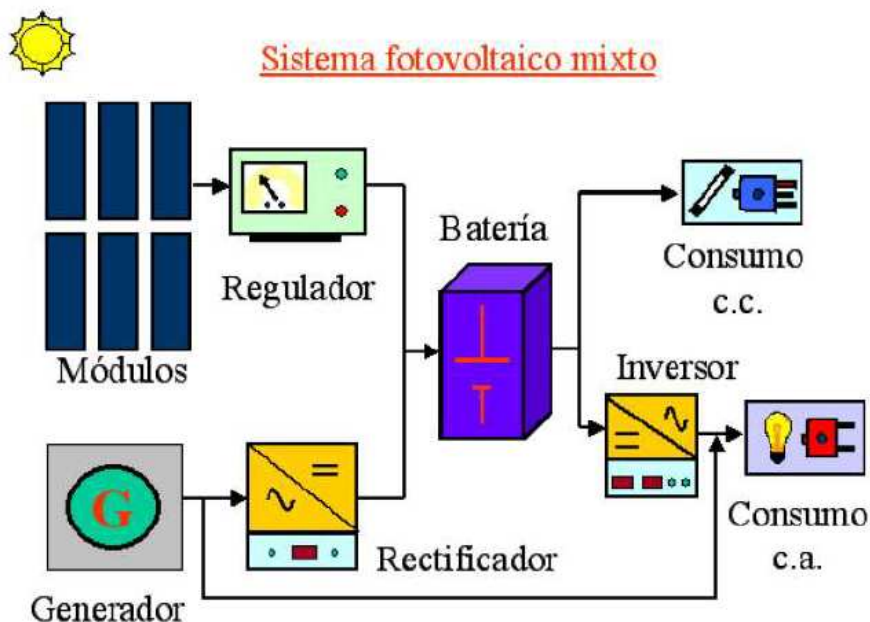 Sistema fotovoltaico mixto
Batería
Regulador
Consumo
c.c.
Módulos
Inversor
G
Rectificador
Consumo
c.a.
Generador